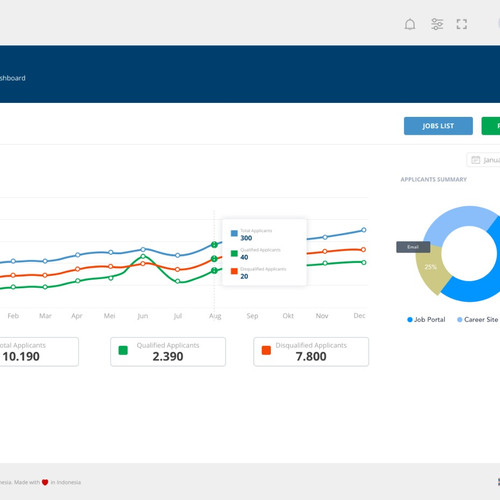 shboard
JOBS LIST
Janua
APPLICANTS SUMMARY
Total Applicants
300
Qualified Applicants
40
Disqualified Applicants
20
Email
25%
Feb Mar Apr Mei Jun Jul Aug Sep Okt Nov Dec
Job Portal Career Site
otal Applicants
10.190
Qualified Applicants
2.390
Disqualified Applicants
7.800
nesia. Made with in Indonesia